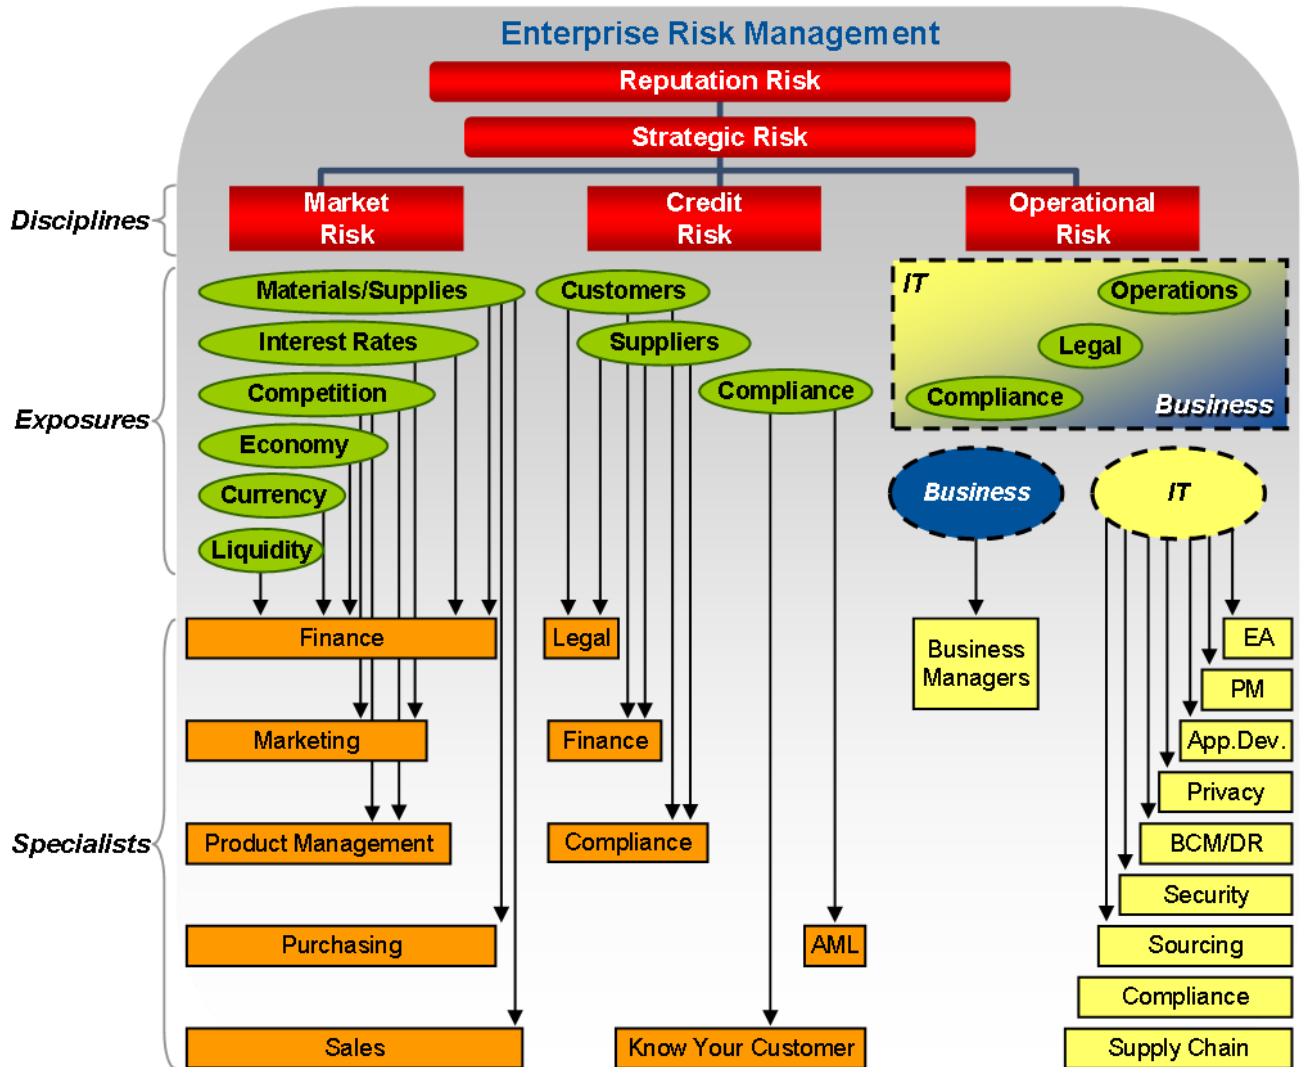 Enterprise Risk Management
Reputation Risk
Strategic Risk
Disciplines
Market
Risk
Credit
Risk
Operational
Risk
Exposures
Materials/Supplies
Interest Rates
Competition
Economy
Currency
Liquidity
Customers
Suppliers
Compliance
IT
Operations
Legal
Compliance
Business
Business
IT
Specialists
Finance
Marketing
Product Management
Purchasing
Sales
Legal
Finance
Compliance
AML
Know Your Customer
Business
Managers
EA
PM
App.Dev.
Privacy
BCM/DR
Security
Sourcing
Compliance
Supply Chain